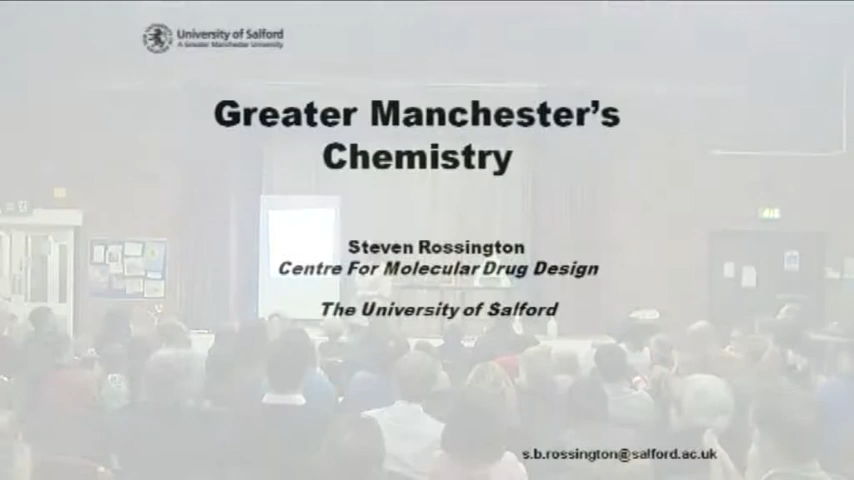 University of Salford
A Greater Manchester University
Greater Manchester's
Chemistry
Steven Rossington
Centre For Molecular Drug Design
The University of Salford
s.b.rossington@salford.ac.uk